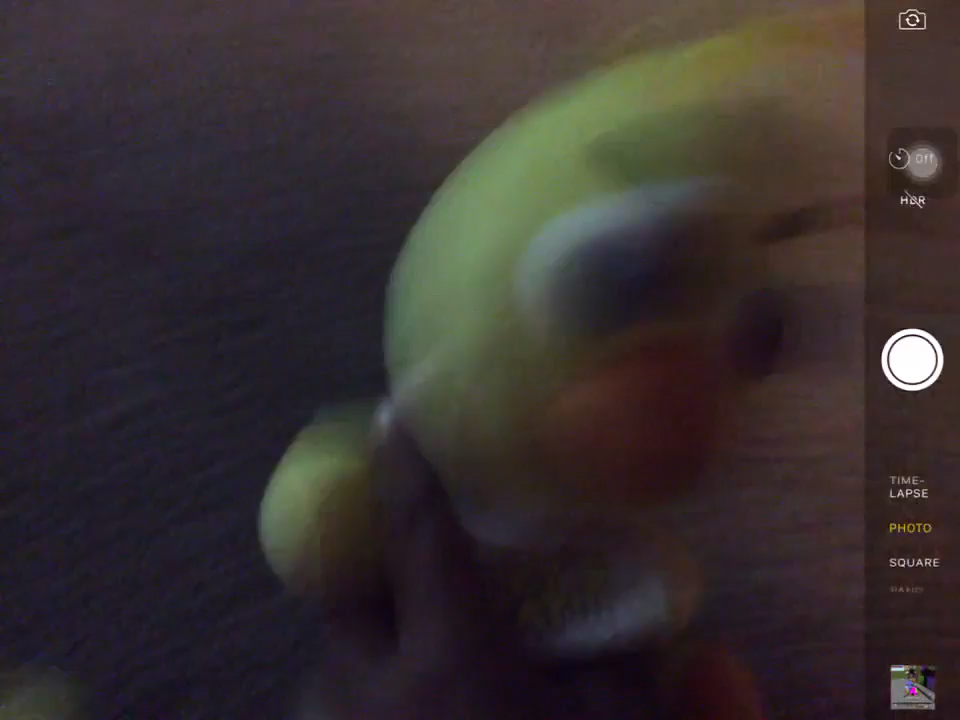 Off
HDR
TIME-
LAPSE
PHOTO
SQUARE